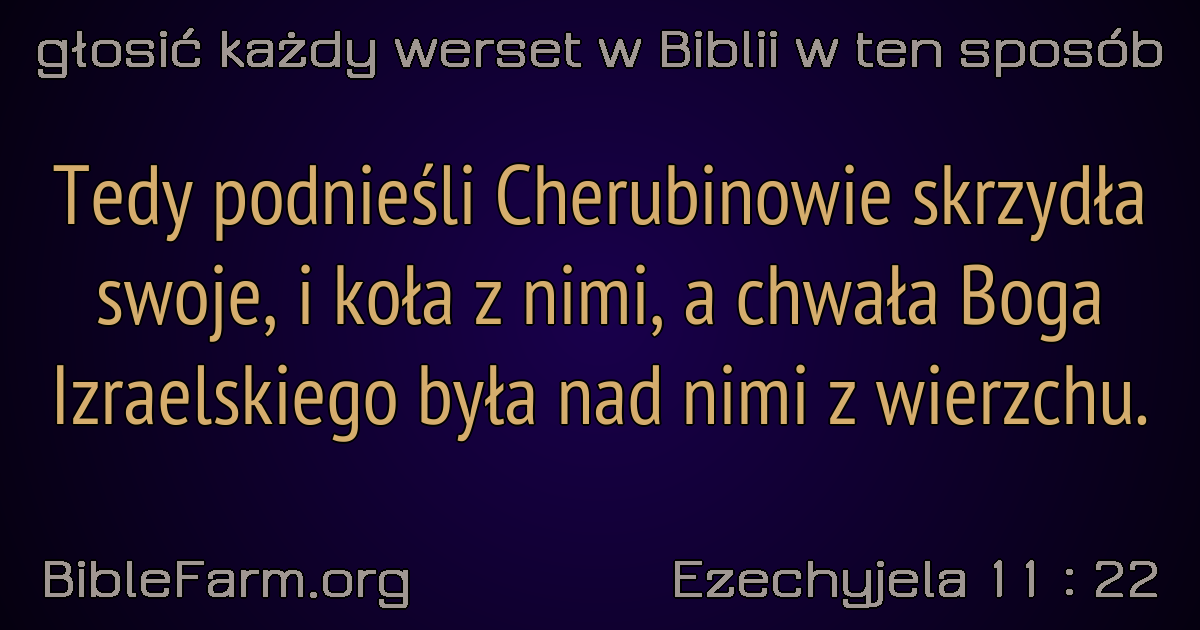 głosić każdy werset w Biblii w ten sposób
Tedy podnieśli Cherubinowie skrzydła
swoje, i koła z nimi, a chwała Boga
Izraelskiego była nad nimi z wierzchu.
BibleFarm.org
Ezechyjela 11 : 22